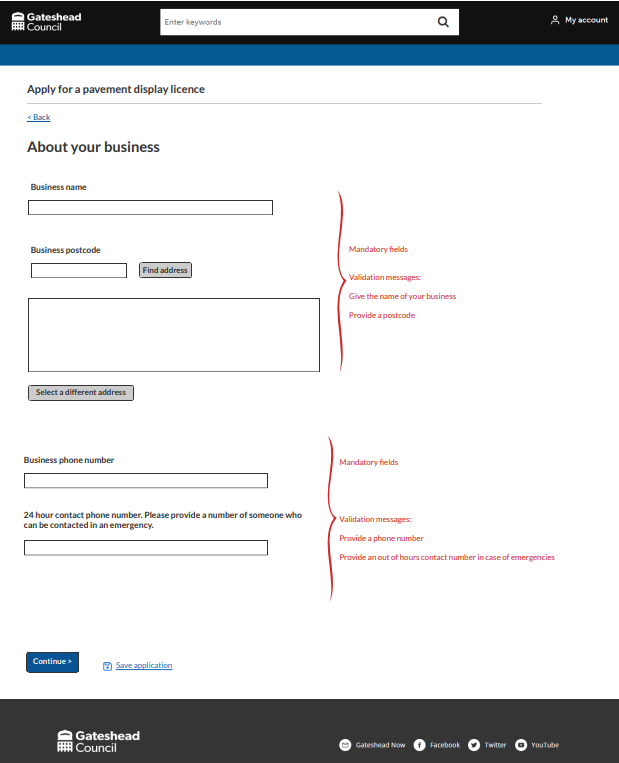 Gateshead
Council
Enter keywords
My account
Apply for a pavement display licence
< Back
About your business
Business name
Business postcode
Find address
Mandatory fields
Validation messages:
Give the name of your business
Provide a postcode
Select a different address
Business phone number
Mandatory fields
24 hour contact phone number. Please provide a number of someone who
can be contacted in an emergency.
Validation messages:
Provide a phone number
Provide an out of hours contact number in case of emergencies
Continue >
Save application
Gateshead
Council
Gateshead Now
Facebook
Twitter
YouTube